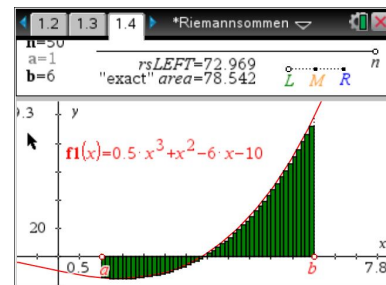 1.2 1.3 1.4 *Riemannsommen
n=50
a=1
b=6
rsLEFT=72.969
"exact" area=78.542
n
L M R
9.3 y
f1(x)=0.5·x³+x²-6·x-10
20
x
0.5 a b 7.8